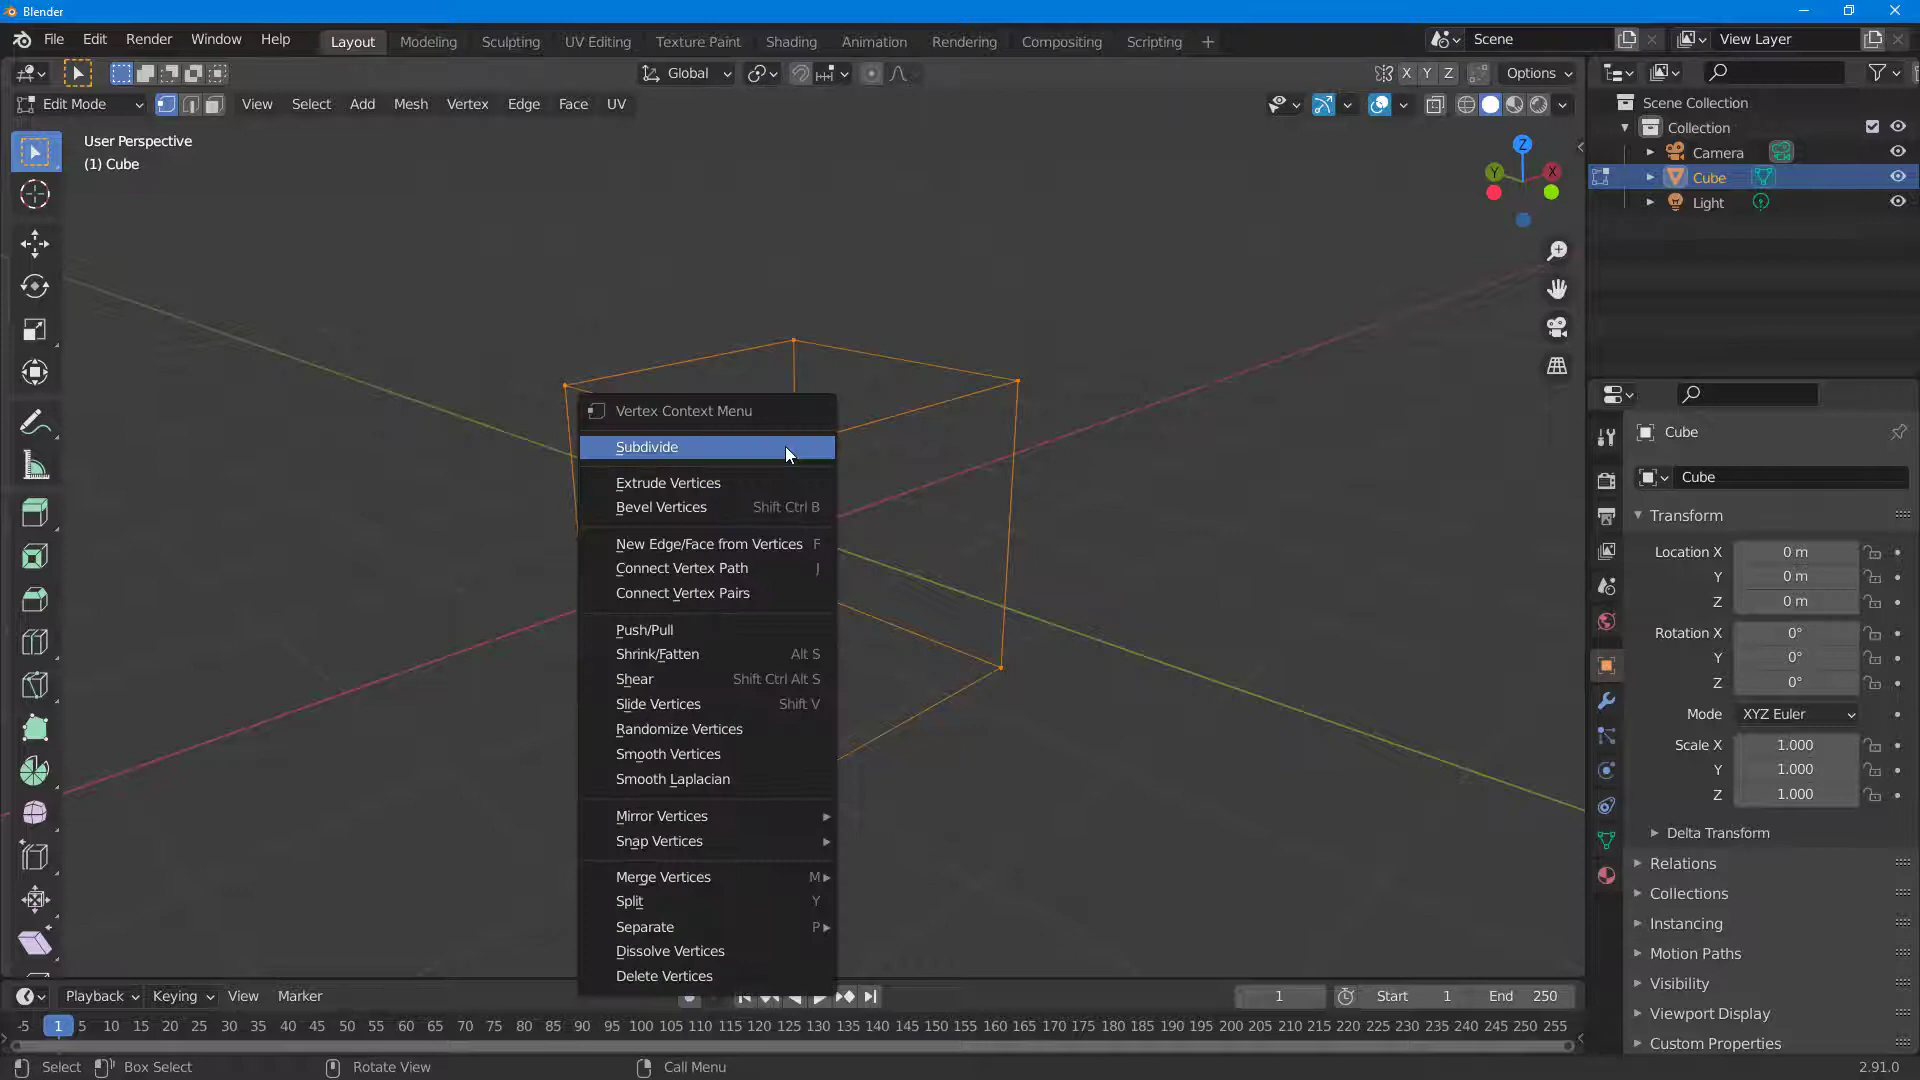 Blender
File Edit Render Window Help Layout Modeling Sculpting UV Editing Texture Paint Shading Animation Rendering Compositing Scripting + Scene View Layer
Global X Y Z Options
Edit Mode View Select Add Mesh Vertex Edge Face UV
User Perspective
(1) Cube
Z
Y X
Scene Collection
Collection
Camera
Cube
Light
Vertex Context Menu
Subdivide
Extrude Vertices
Bevel Vertices Shift Ctrl B
New Edge/Face from Vertices F
Connect Vertex Path J
Connect Vertex Pairs
Push/Pull
Shrink/Fatten Alt S
Shear Shift Ctrl Alt S
Slide Vertices Shift V
Randomize Vertices
Smooth Vertices
Smooth Laplacian
Mirror Vertices
Snap Vertices
Merge Vertices M
Split Y
Separate P
Dissolve Vertices
Delete Vertices
Cube
Cube
Transform
Location X 0 m
Y 0 m
Z 0 m
Rotation X 0°
Y 0°
Z 0°
Mode XYZ Euler
Scale X 1.000
Y 1.000
Z 1.000
Delta Transform
Relations
Collections
Instancing
Motion Paths
Visibility
Viewport Display
Custom Properties
Playback Keying View Marker 1 Start 1 End 250
-5 1 5 10 15 20 25 30 35 40 45 50 55 60 65 70 75 80 85 90 95 100 105 110 115 120 125 130 135 140 145 150 155 160 165 170 175 180 185 190 195 200 205 210 215 220 225 230 235 240 245 250 255
Select Box Select Rotate View Call Menu 2.91.0